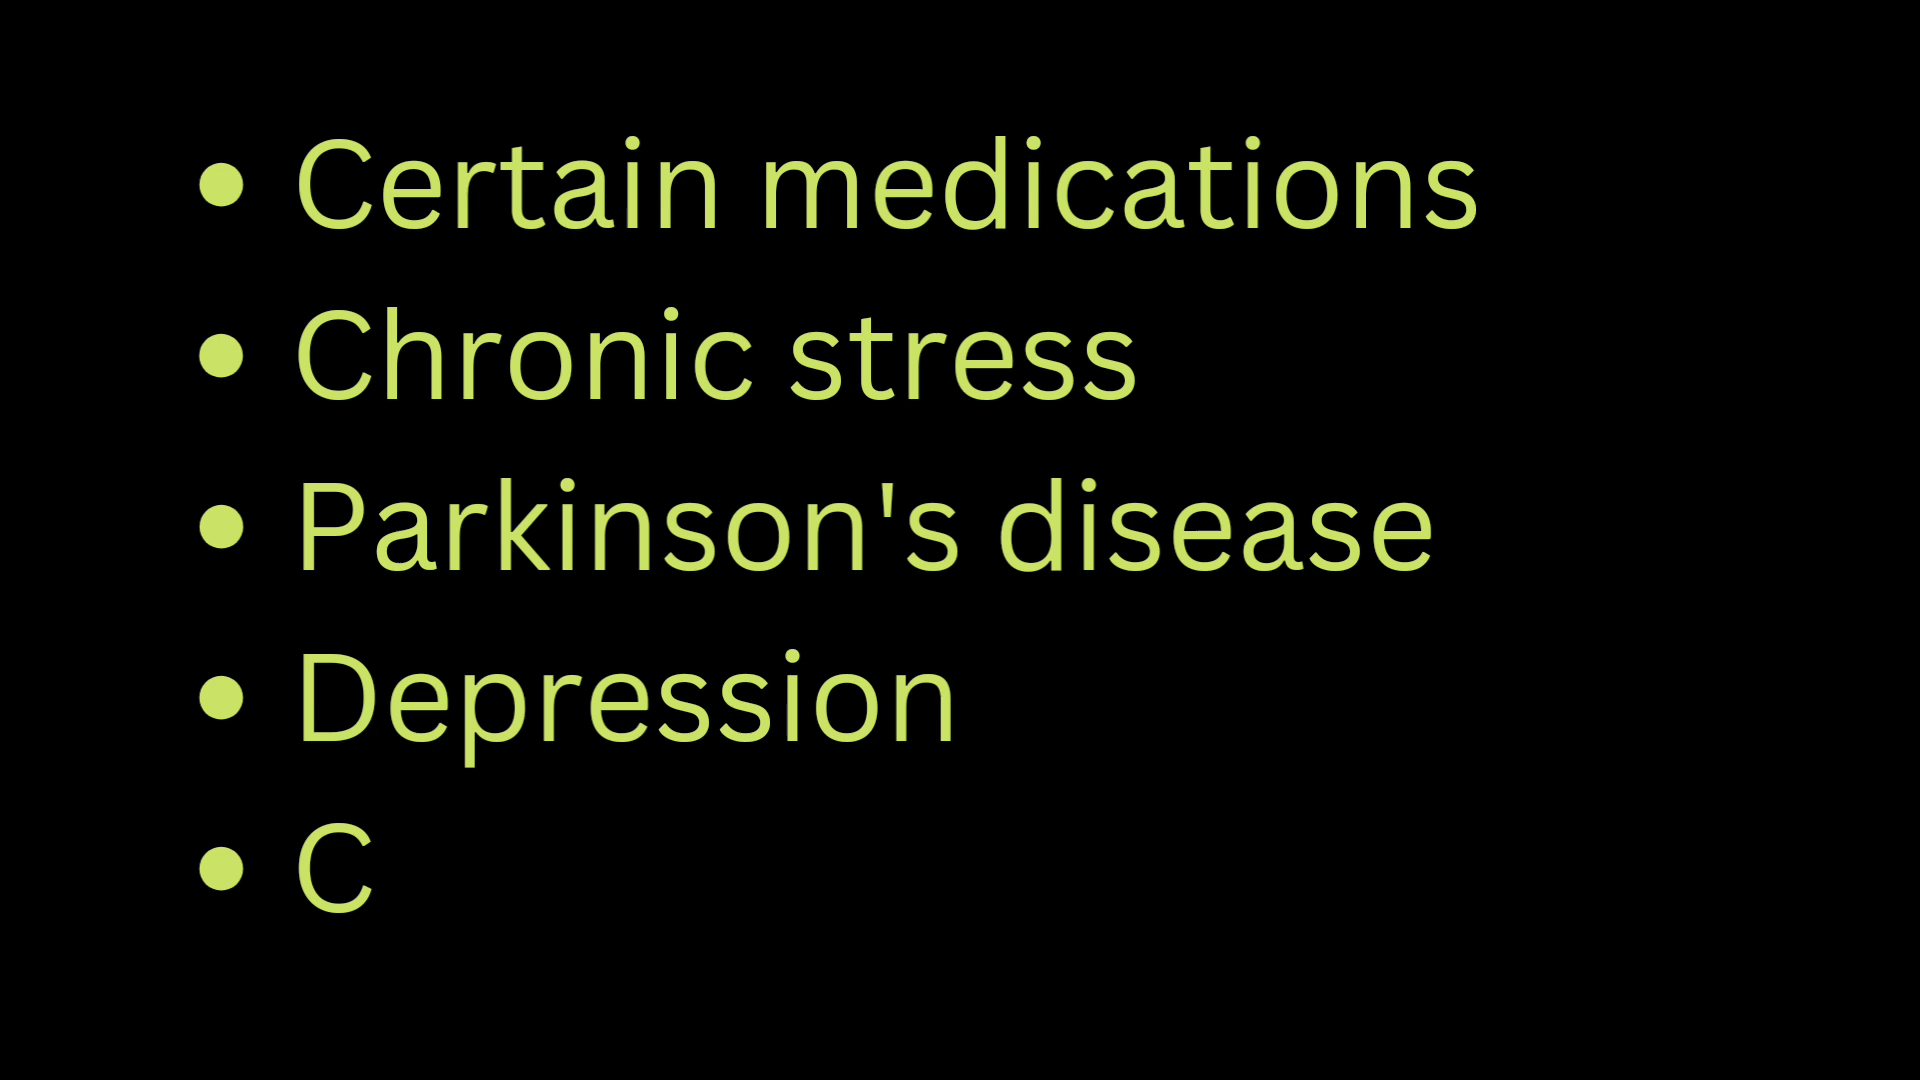 • Certain medications
• Chronic stress
• Parkinson's disease
• Depression
• C